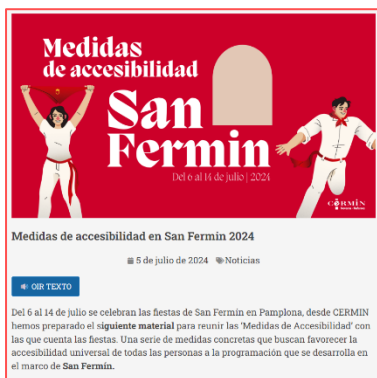 Medidas
de accesibilidad
San
Fermin
Del 6 al 14 de julio | 2024
CERMIN
Medidas de accesibilidad en San Fermin 2024
5 de julio de 2024 Noticias
OIR TEXTO
Del 6 al 14 de julio se celebran las fiestas de San Fermin en Pamplona, desde CERMIN
hemos preparado el siguiente material para reunir las 'Medidas de Accesibilidad' con
las que cuenta las fiestas. Una serie de medidas concretas que buscan favorecer la
accesibilidad universal de todas las personas a la programación que se desarrolla en
el marco de San Fermín.